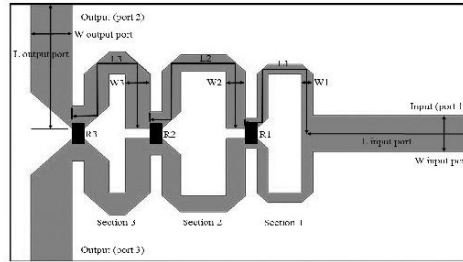 Output (port 2)
W output port
L output port
L3
L2
L1
W3
W2
W1
Input (port 1
R3
R2
R1
L input port
W input port
Section 3
Section 2
Section 1
Output (port 3)